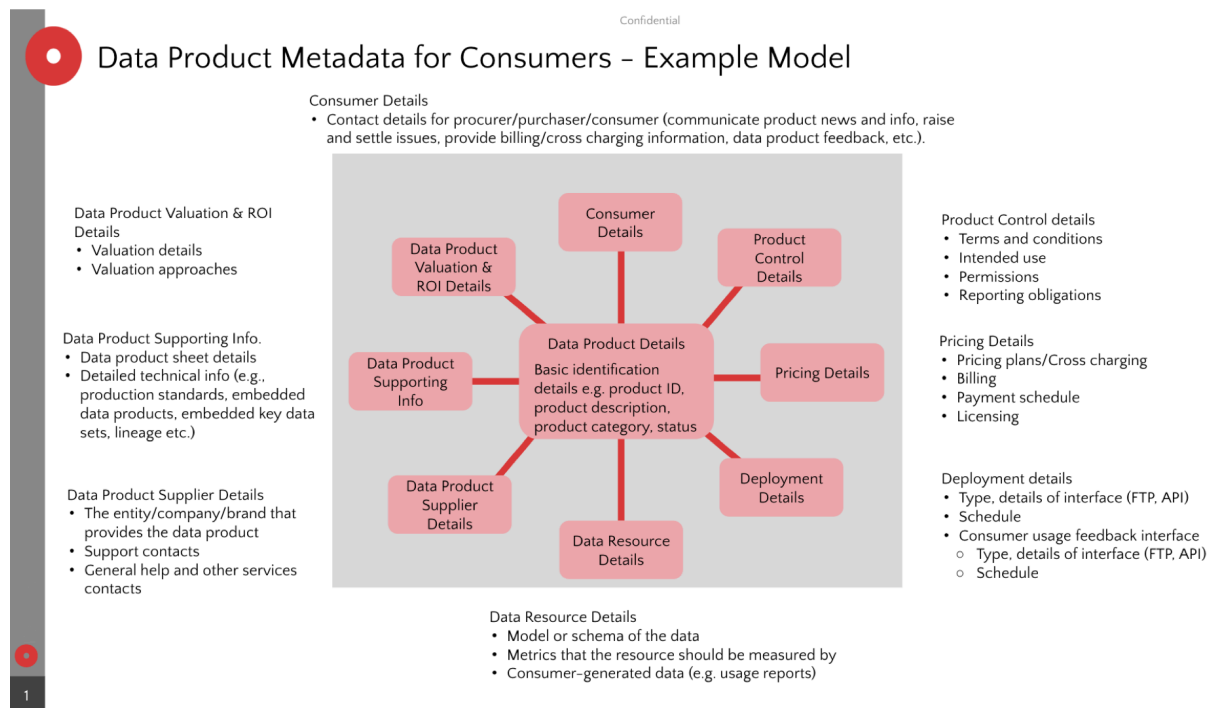 Confidential
Data Product Metadata for Consumers – Example Model
Consumer Details
• Contact details for procurer/purchaser/consumer (communicate product news and info, raise
and settle issues, provide billing/cross charging information, data product feedback, etc.).
Data Product Valuation & ROI
Details
• Valuation details
• Valuation approaches
Data Product Supporting Info.
• Data product sheet details
• Detailed technical info (e.g.,
production standards, embedded
data products, embedded key data
sets, lineage etc.)
Data Product Supplier Details
• The entity/company/brand that
provides the data product
• Support contacts
• General help and other services
contacts
Consumer
Details
Data Product
Valuation &
ROI Details
Product
Control
Details
Data Product Details
Basic identification
details e.g. product ID,
product description,
product category, status
Data Product
Supporting
Info
Pricing Details
Data Product
Supplier
Details
Deployment
Details
Data Resource
Details
Product Control details
• Terms and conditions
• Intended use
• Permissions
• Reporting obligations
Pricing Details
• Pricing plans/Cross charging
• Billing
• Payment schedule
• Licensing
Deployment details
• Type, details of interface (FTP, API)
• Schedule
• Consumer usage feedback interface
○ Type, details of interface (FTP, API)
○ Schedule
Data Resource Details
• Model or schema of the data
• Metrics that the resource should be measured by
• Consumer-generated data (e.g. usage reports)
1